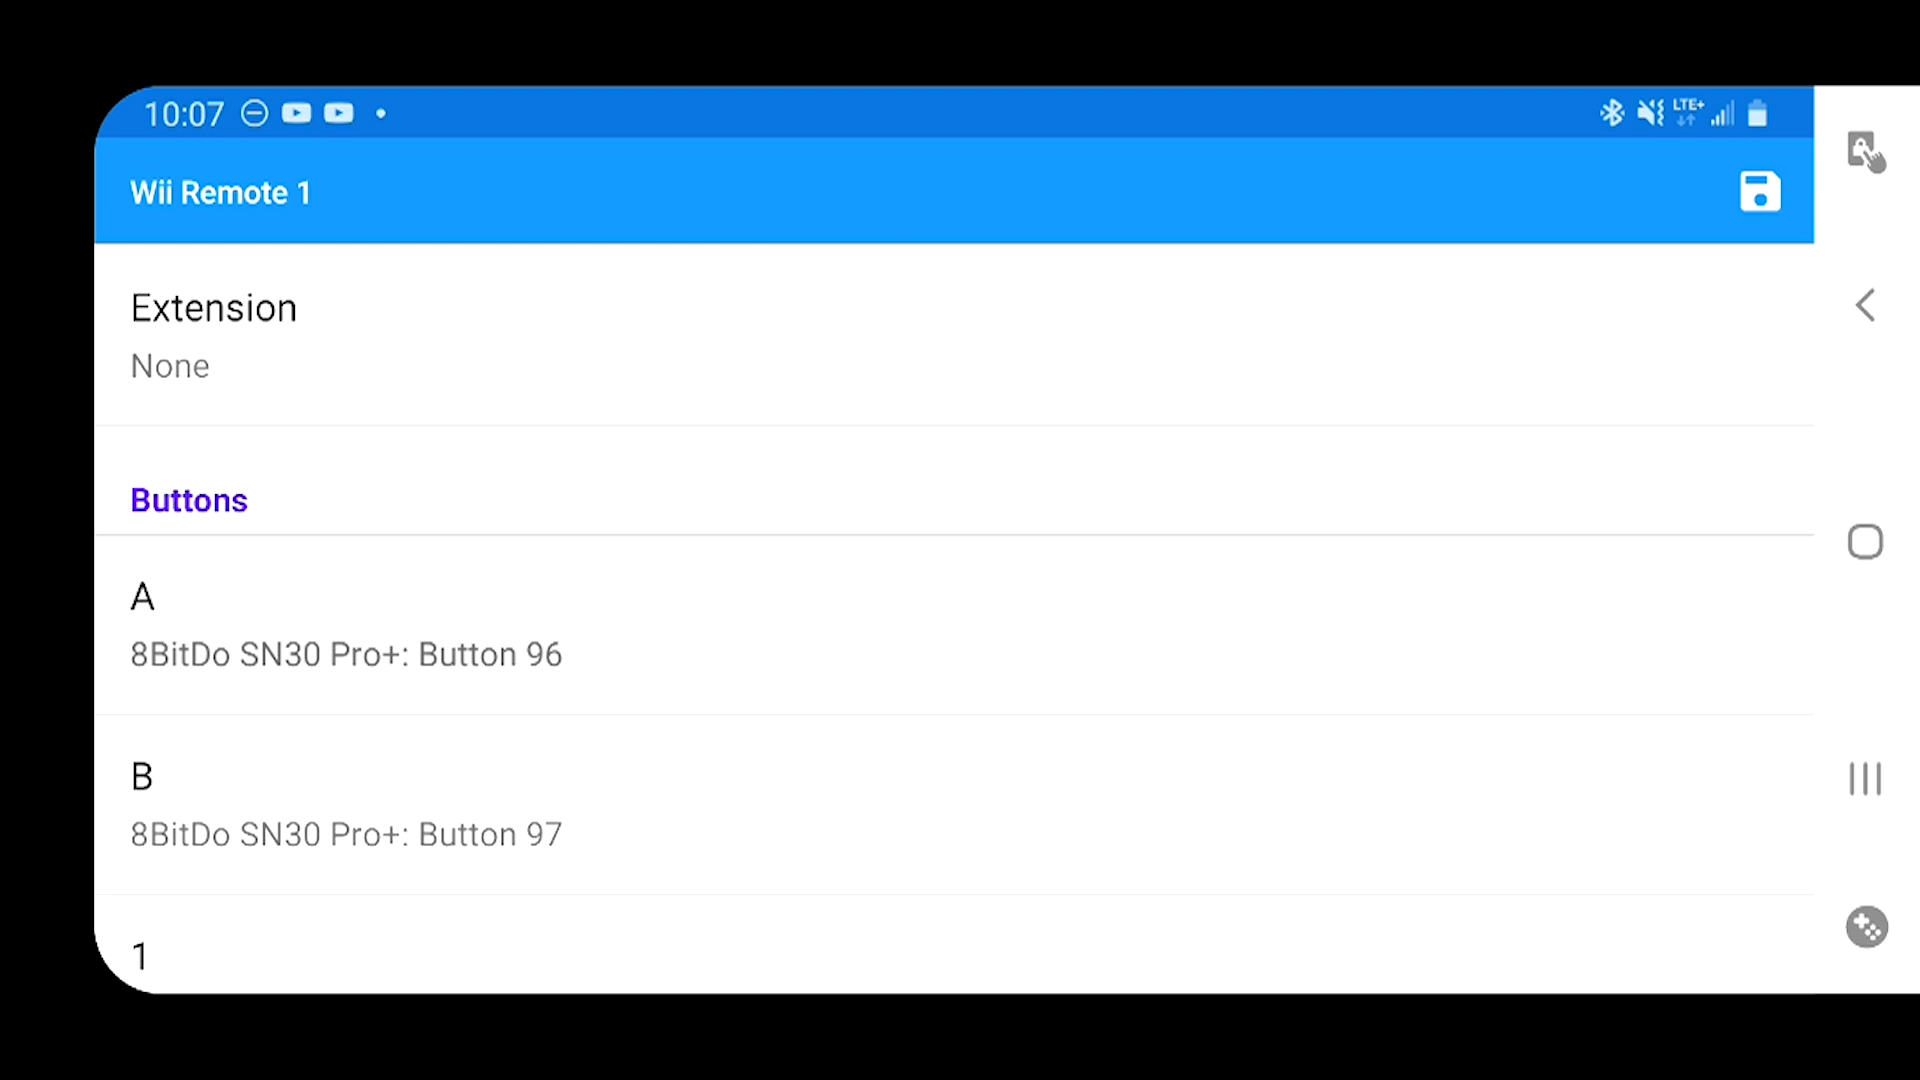 10:07
LTE+
Wii Remote 1
Extension
None
Buttons
A
8BitDo SN30 Pro+: Button 96
B
8BitDo SN30 Pro+: Button 97
1